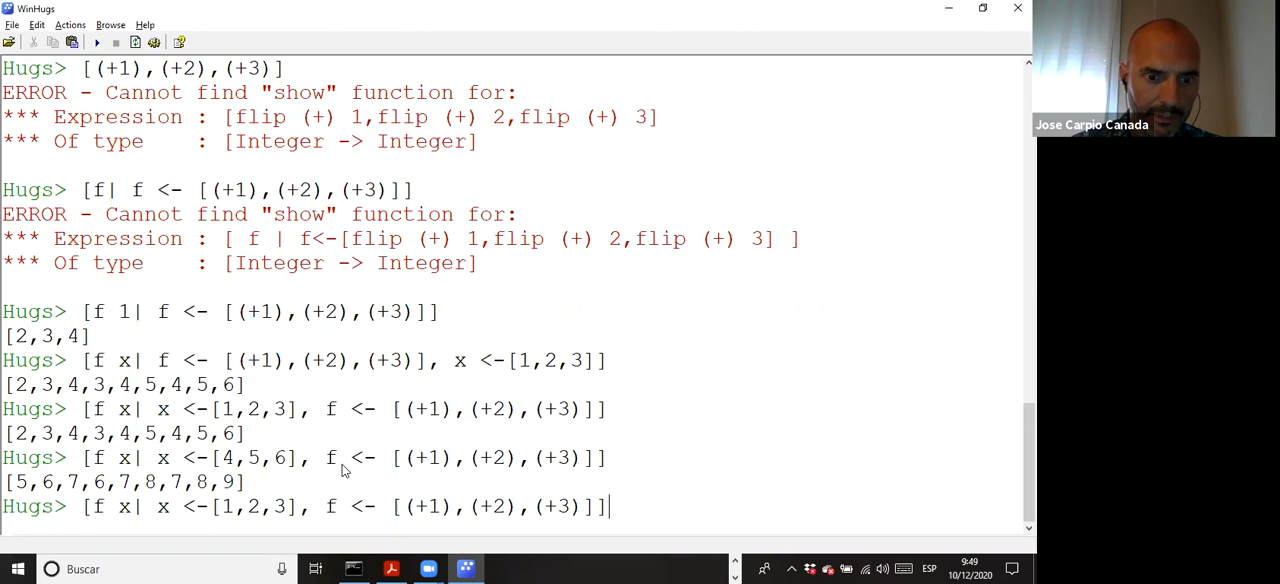 WinHugs
File Edit Actions Browse Help
Hugs> [(+1),(+2),(+3)]
ERROR - Cannot find "show" function for:
*** Expression : [flip (+) 1,flip (+) 2,flip (+) 3]
*** Of type    : [Integer -> Integer]
Hugs> [f| f <- [(+1),(+2),(+3)]]
ERROR - Cannot find "show" function for:
*** Expression : [ f | f<-[flip (+) 1,flip (+) 2,flip (+) 3] ]
*** Of type    : [Integer -> Integer]
Hugs> [f 1| f <- [(+1),(+2),(+3)]]
[2,3,4]
Hugs> [f x| f <- [(+1),(+2),(+3)], x <-[1,2,3]]
[2,3,4,3,4,5,4,5,6]
Hugs> [f x| x <-[1,2,3], f <- [(+1),(+2),(+3)]]
[2,3,4,3,4,5,4,5,6]
Hugs> [f x| x <-[4,5,6], f <- [(+1),(+2),(+3)]]
[5,6,7,6,7,8,7,8,9]
Hugs> [f x| x <-[1,2,3], f <- [(+1),(+2),(+3)]]
Jose Carpio Canada
Buscar
ESP
9:49
10/12/2020